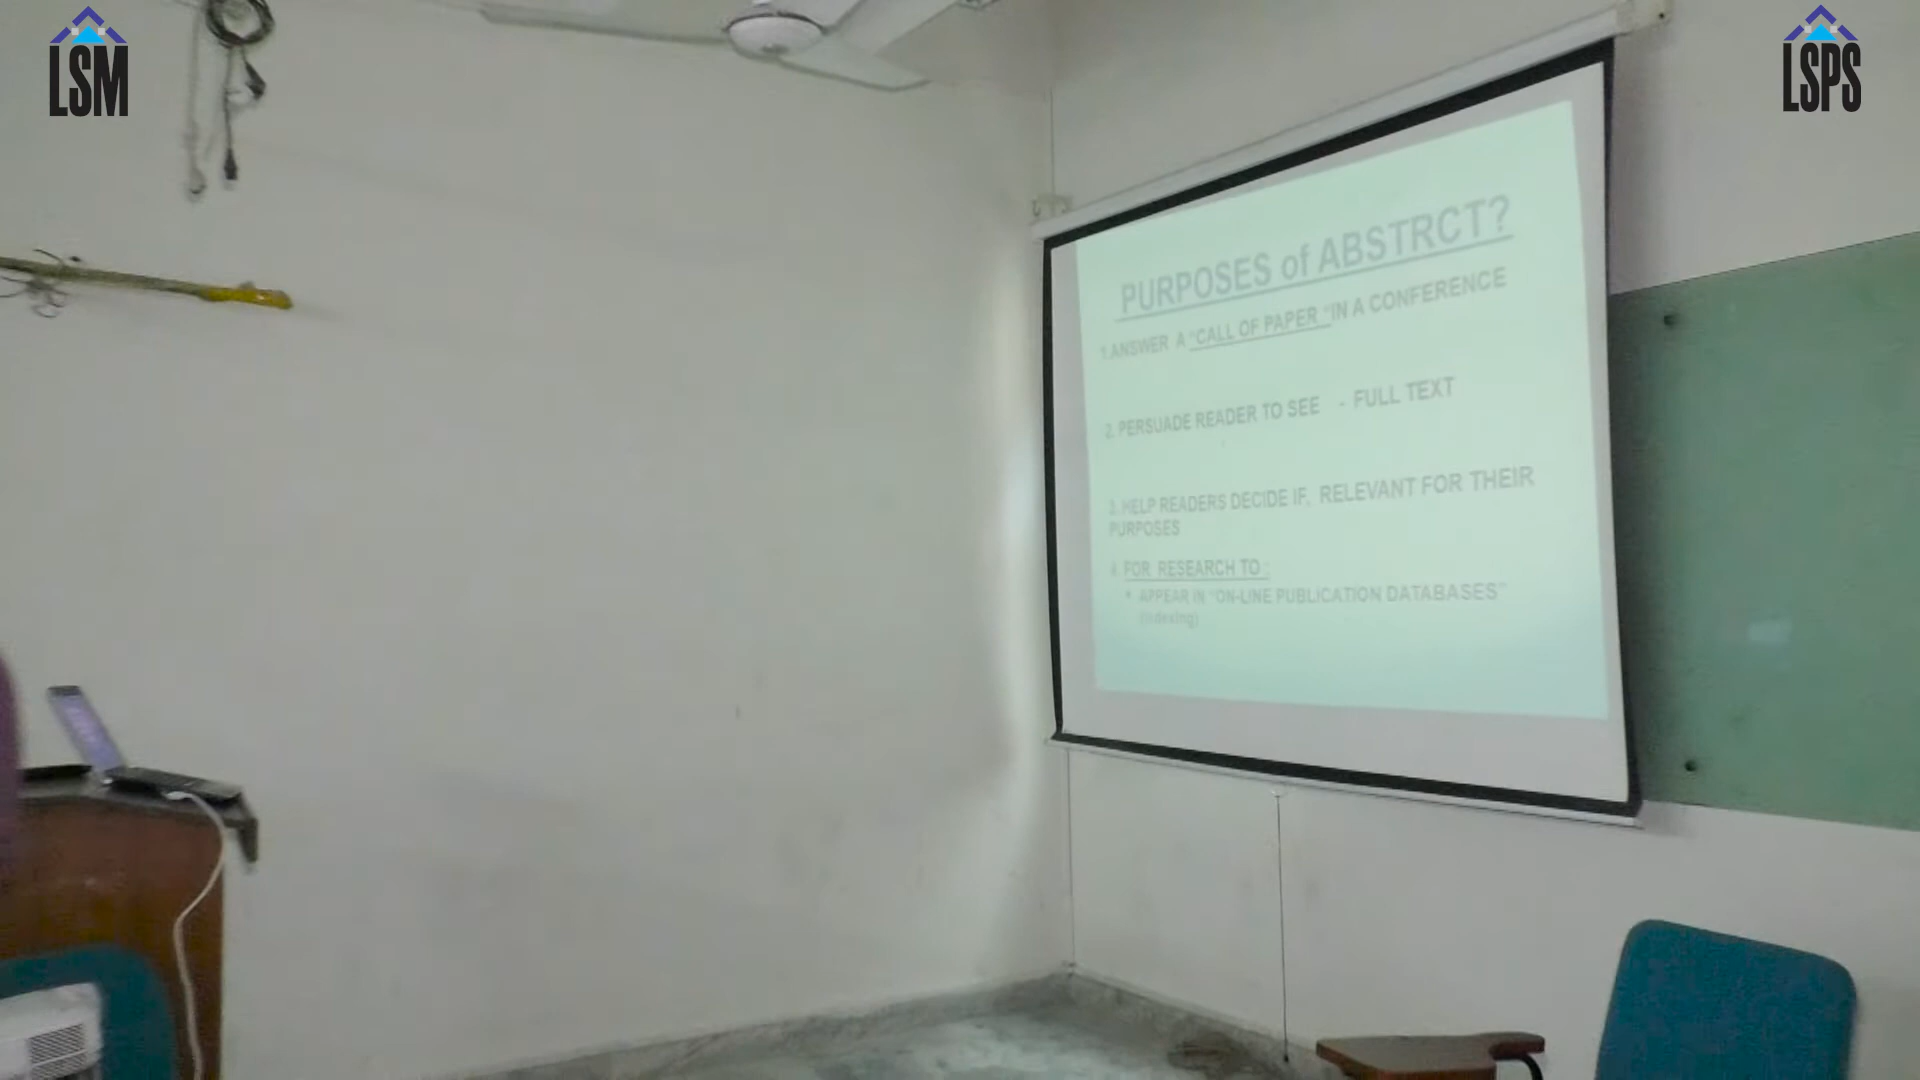 LSM
LSPS
PURPOSES of ABSTRCT?
1.ANSWER A "CALL OF PAPER "IN A CONFERENCE
2. PERSUADE READER TO SEE - FULL TEXT
3. HELP READERS DECIDE IF, RELEVANT FOR THEIR
PURPOSES
4. FOR RESEARCH TO :
* APPEAR IN "ON-LINE PUBLICATION DATABASES"
(indexing)